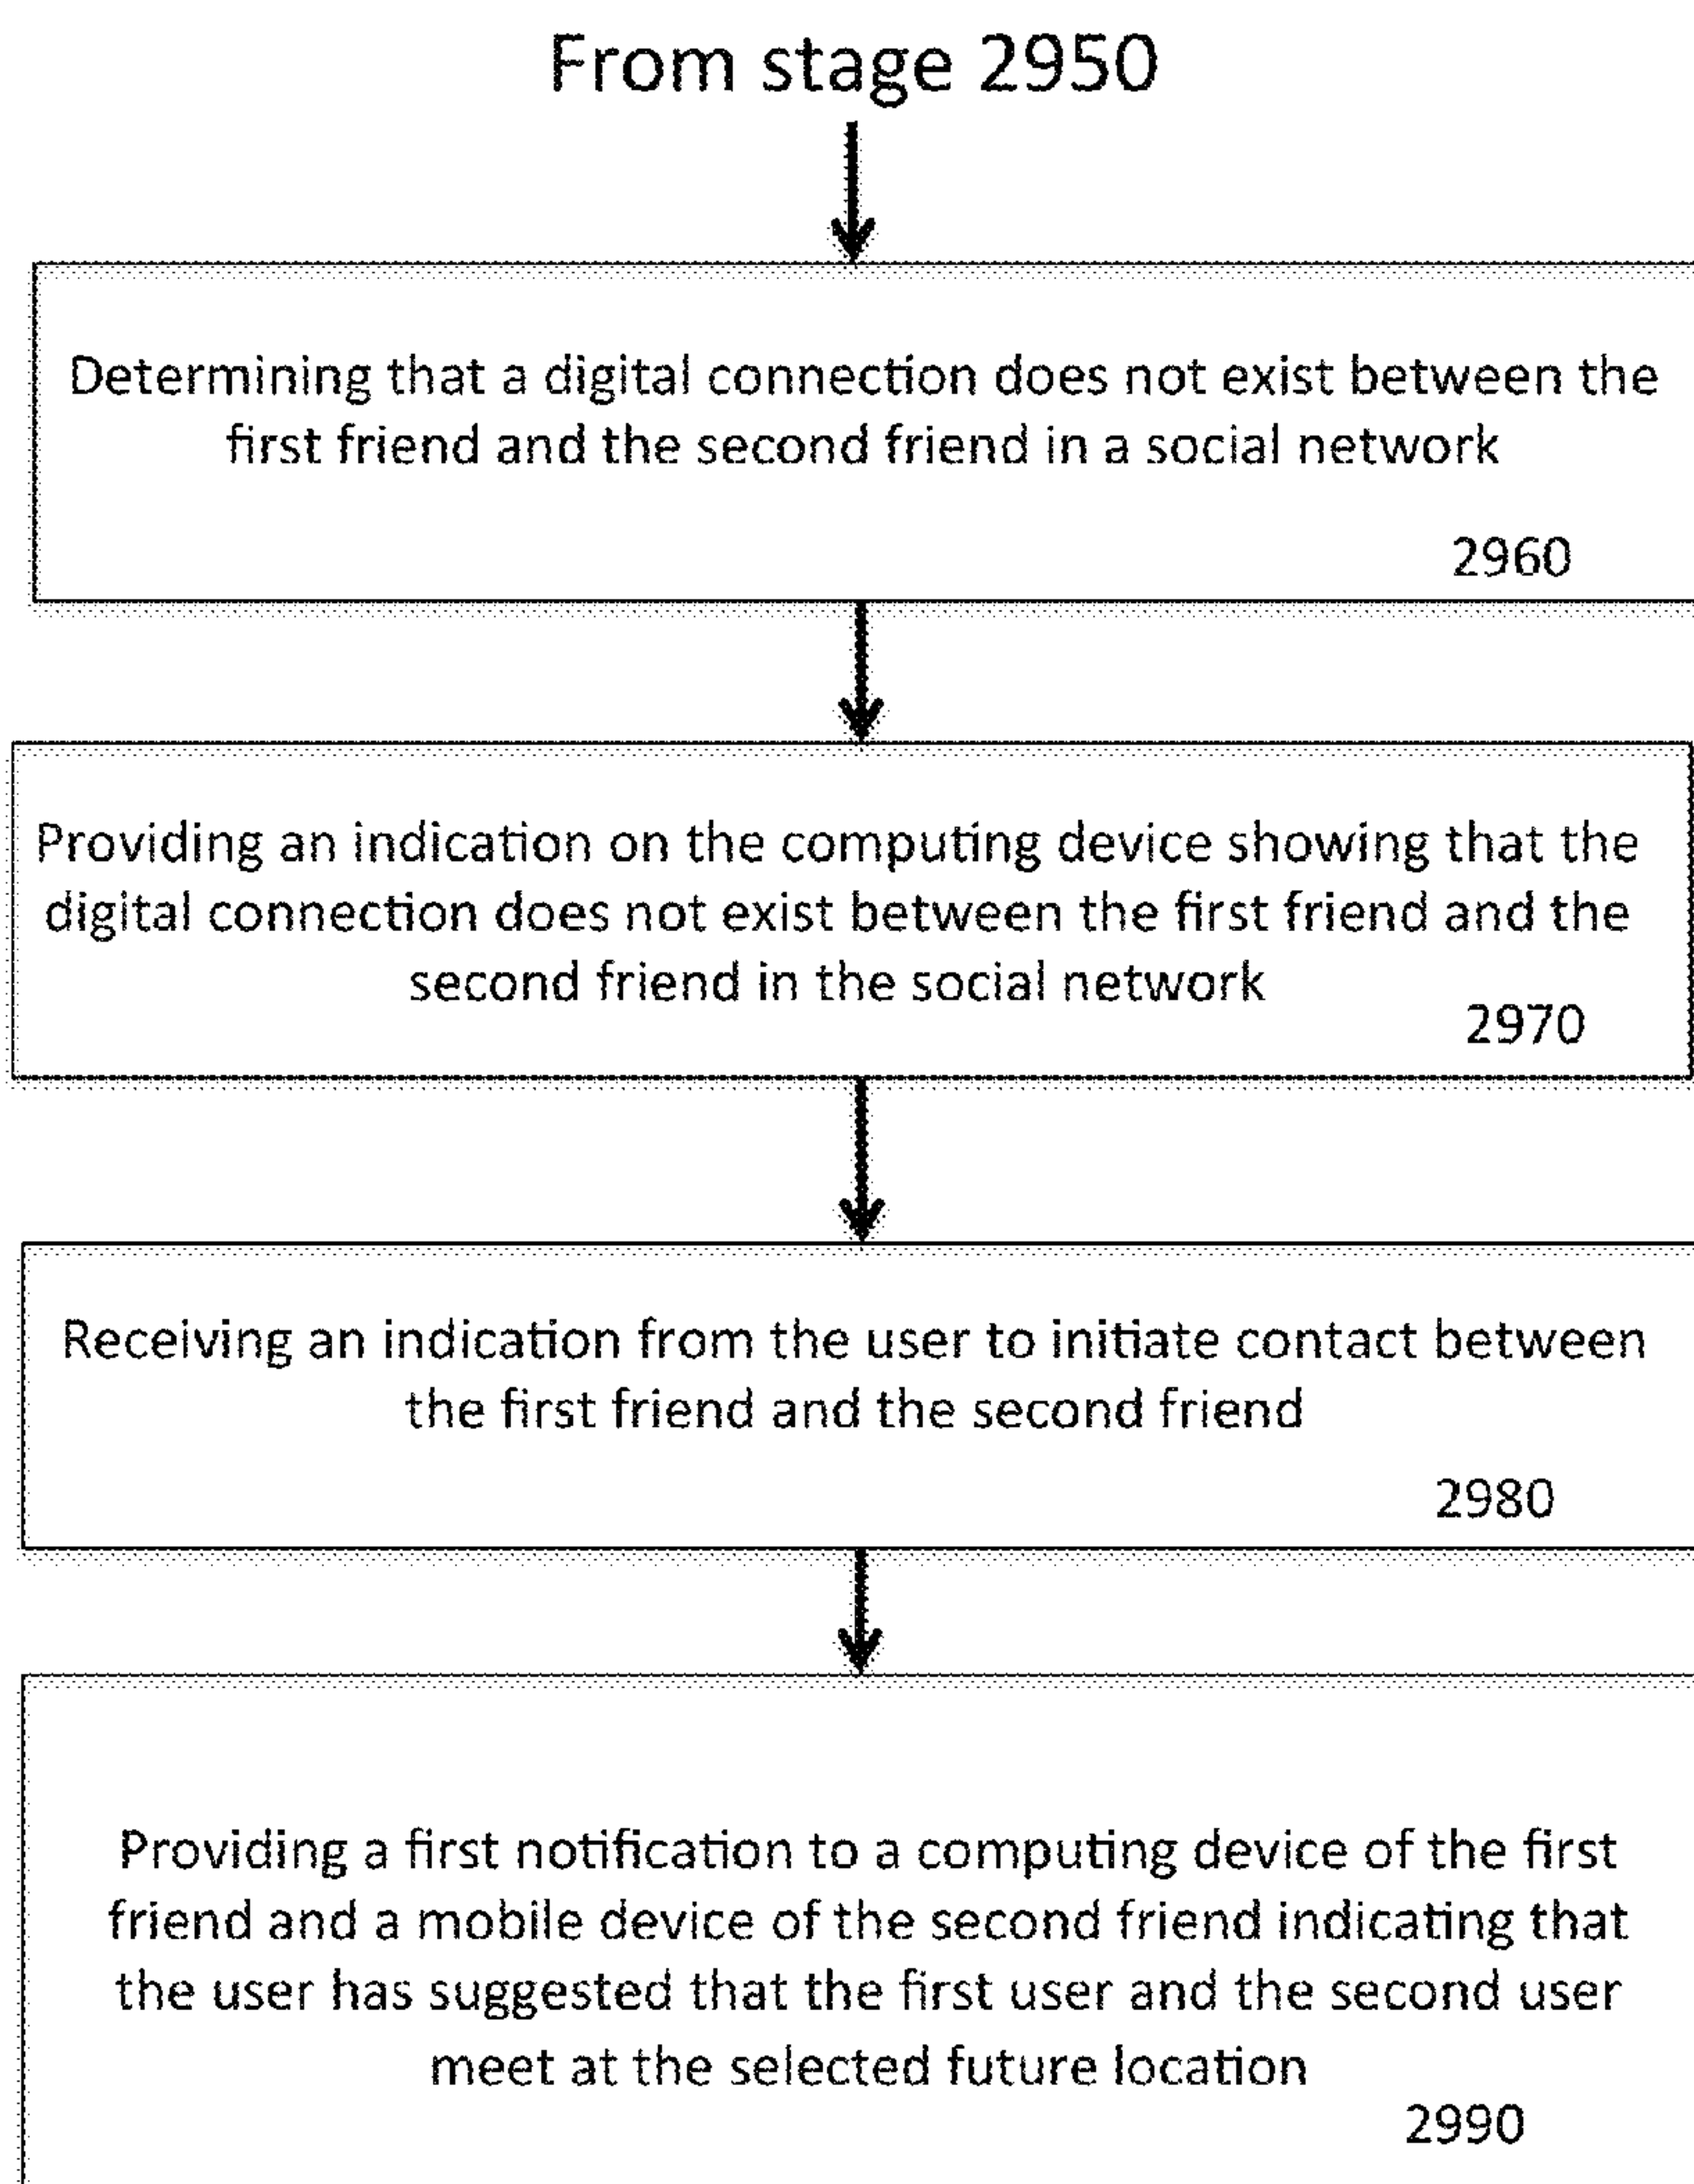 From stage 2950
Determining that a digital connection does not exist between the
first friend and the second friend in a social network
2960
Providing an indication on the computing device showing that the
digital connection does not exist between the first friend and the
second friend in the social network
2970
Receiving an indication from the user to initiate contact between
the first friend and the second friend
2980
Providing a first notification to a computing device of the first
friend and a mobile device of the second friend indicating that
the user has suggested that the first user and the second user
meet at the selected future location
2990